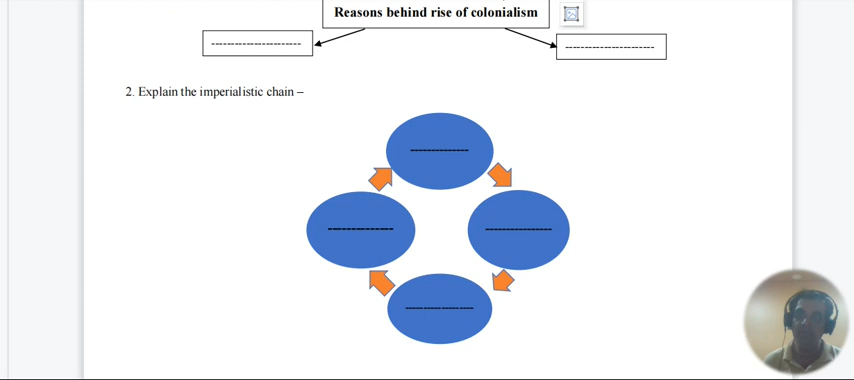 Reasons behind rise of colonialism
-----------------------
-----------------------
2. Explain the imperialistic chain –
---------------
---------------- -----------------
-----------------